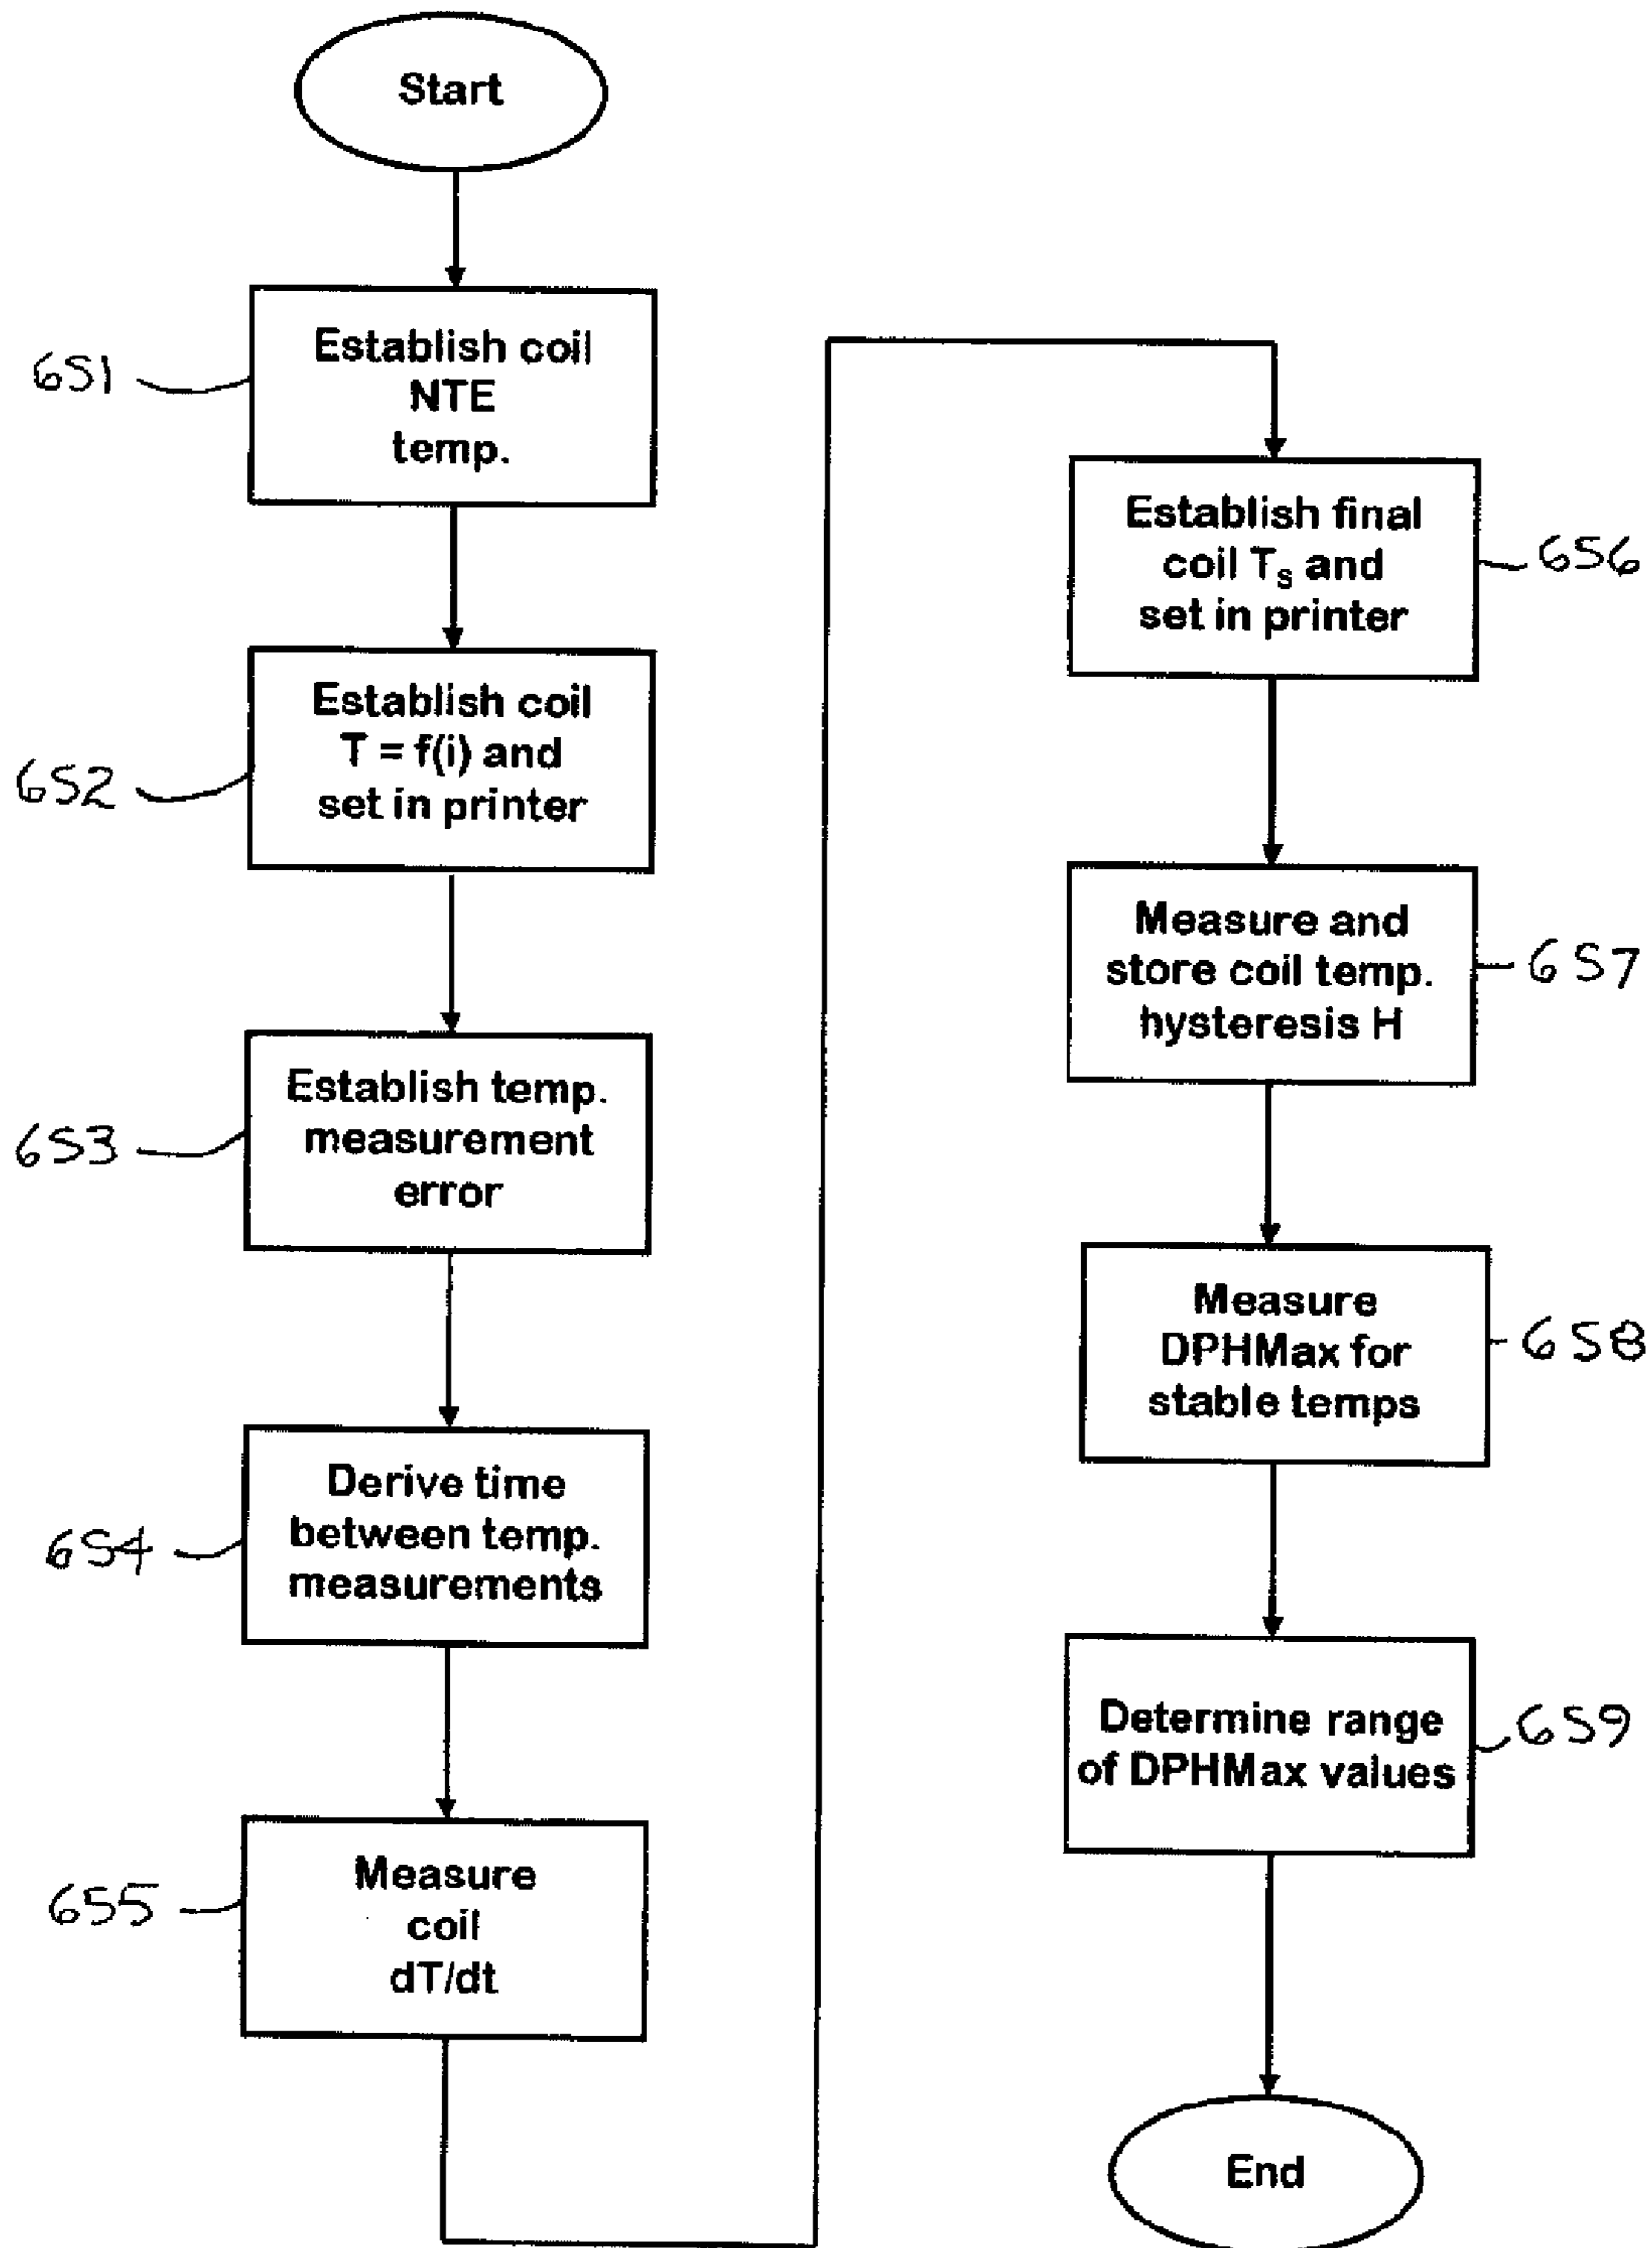 Start
651
Establish coil
NTE
temp.
652
Establish coil
T = f(i) and
set in printer
653
Establish temp.
measurement
error
654
Derive time
between temp.
measurements
655
Measure
coil
dT/dt
Establish final
coil Ts and
set in printer
656
Measure and
store coil temp.
hysteresis H
657
Measure
DPHMax for
stable temps
658
Determine range
of DPHMax values
659
End